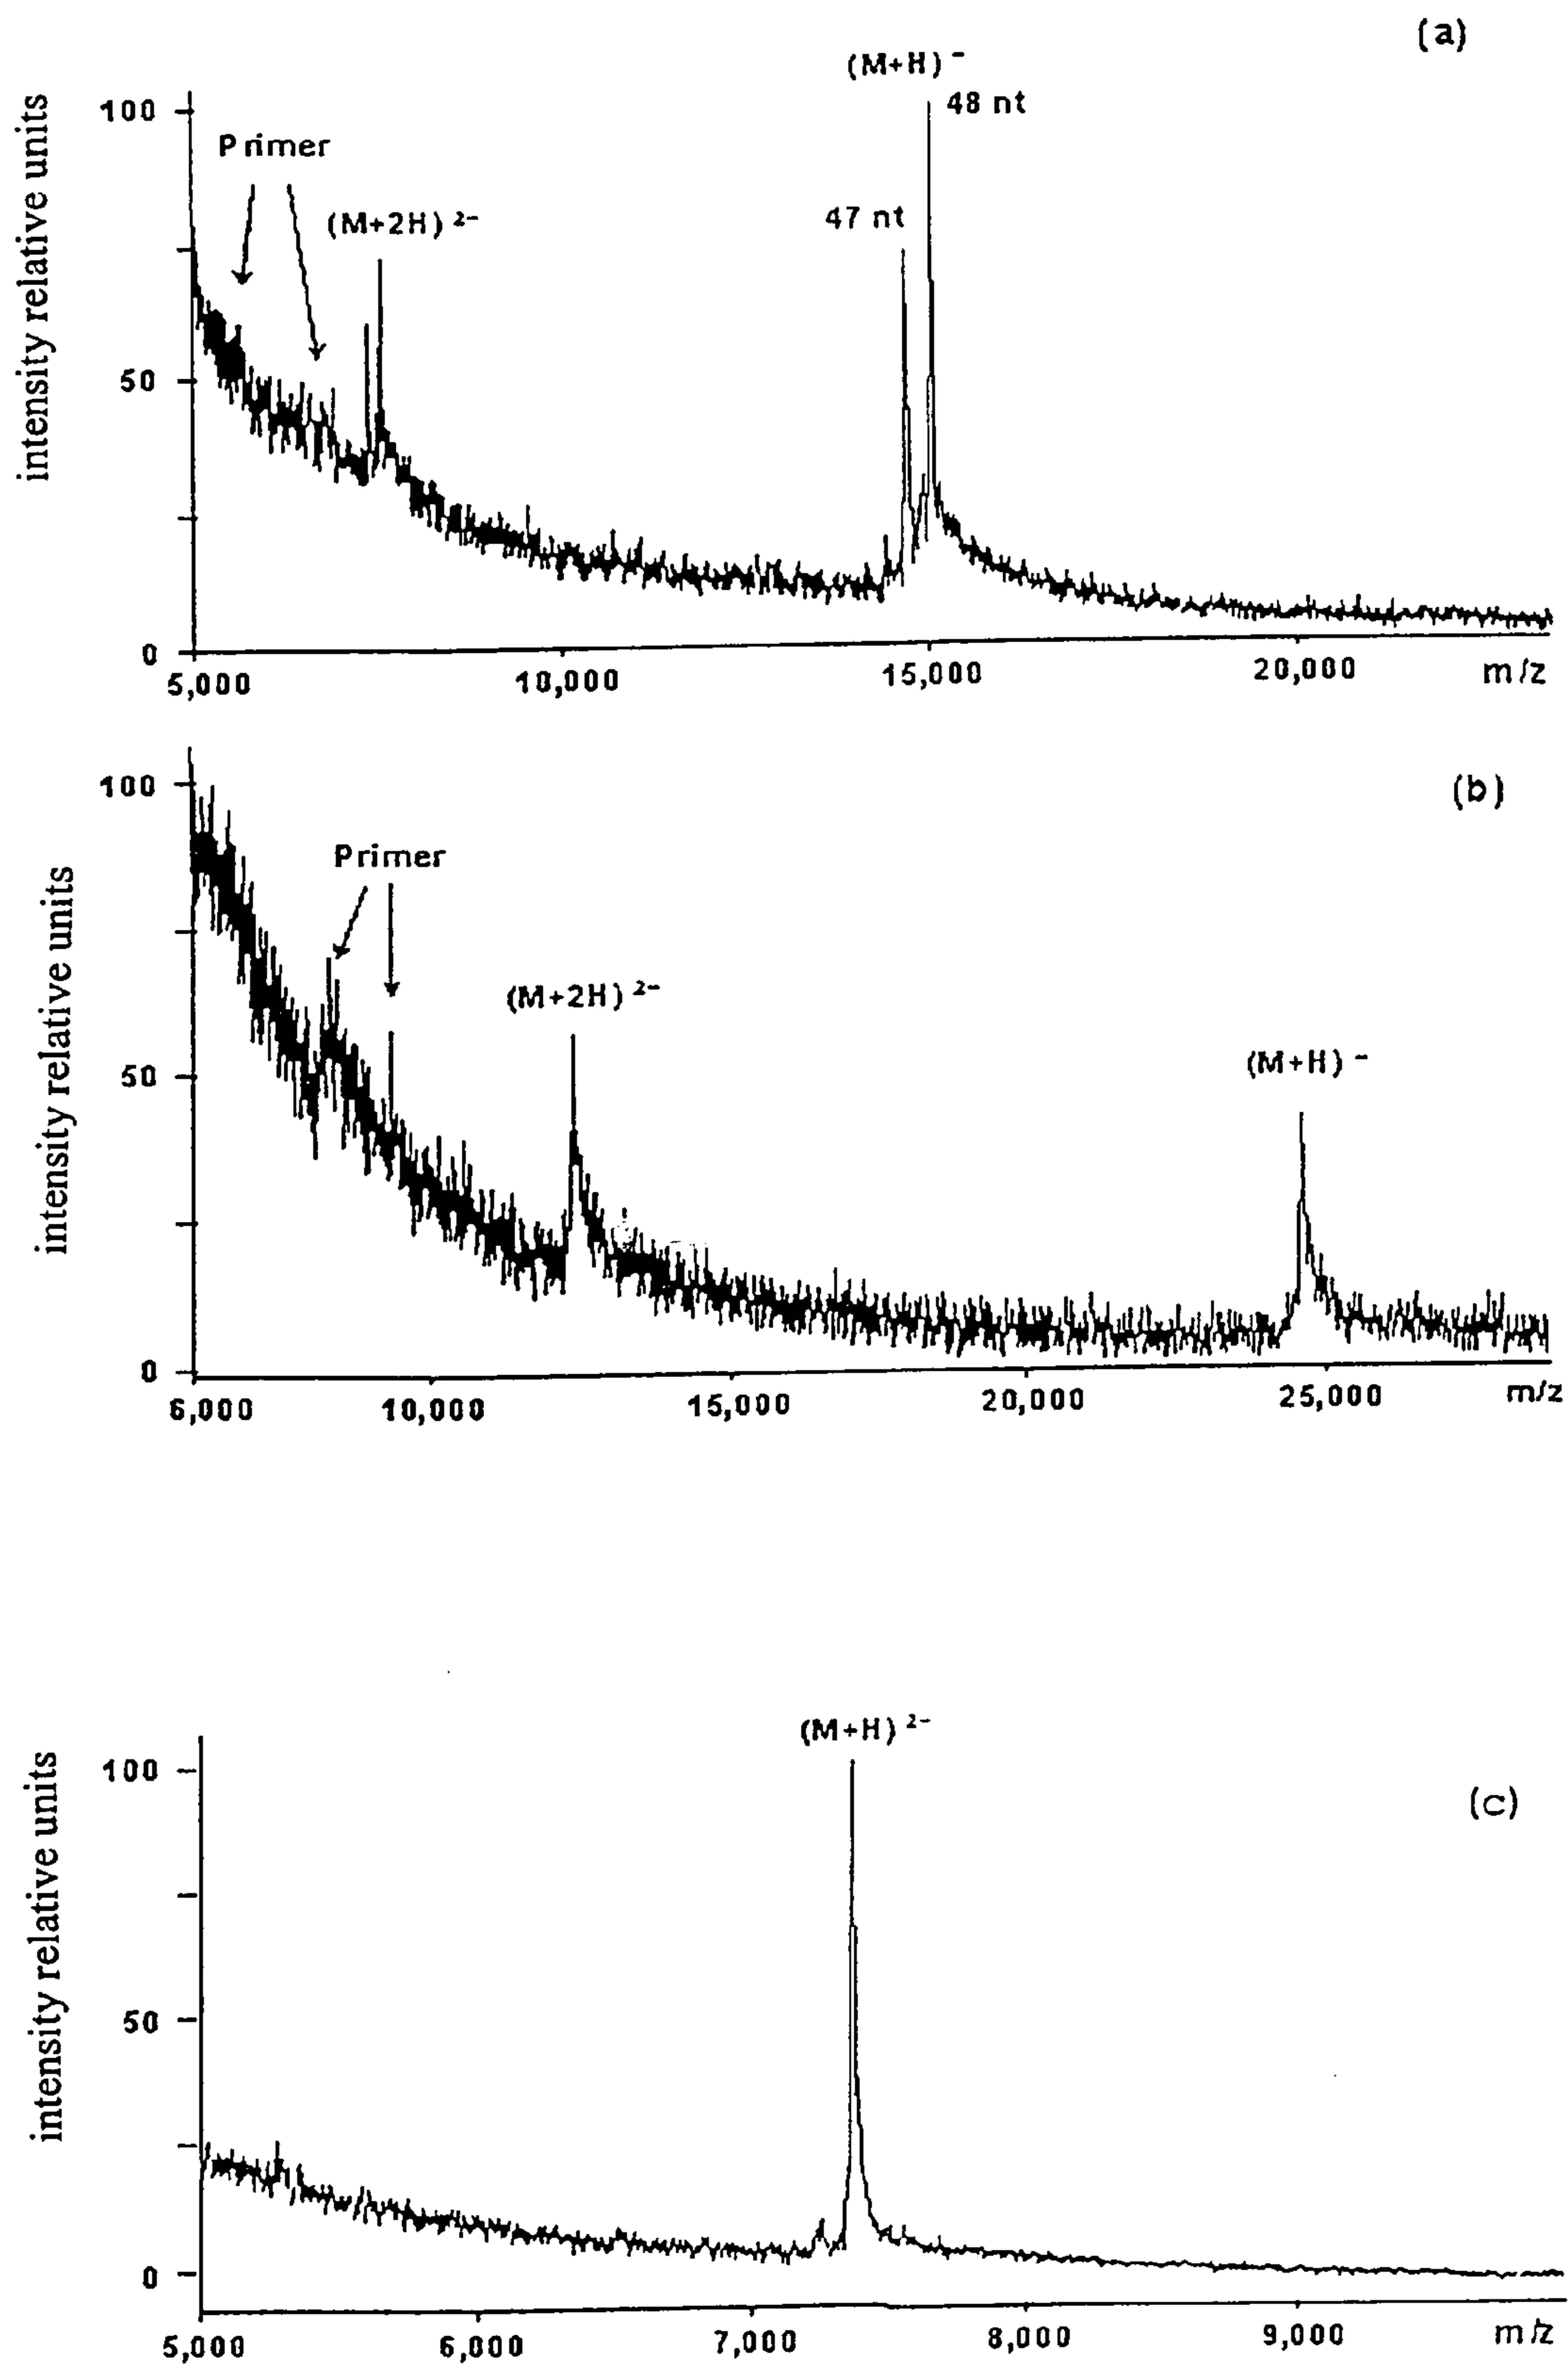 (a)
(M+H)⁻
48 nt
100
Primer
(M+2H)²⁻
47 nt
50
0
intensity relative units
5,000 10,000 15,000 20,000 m/z
(b)
100
Primer
(M+2H)²⁻
(M+H)⁻
50
0
intensity relative units
6,000 10,000 15,000 20,000 25,000 m/z
(M+H)²⁻
(c)
100
50
0
intensity relative units
5,000 6,000 7,000 8,000 9,000 m/z